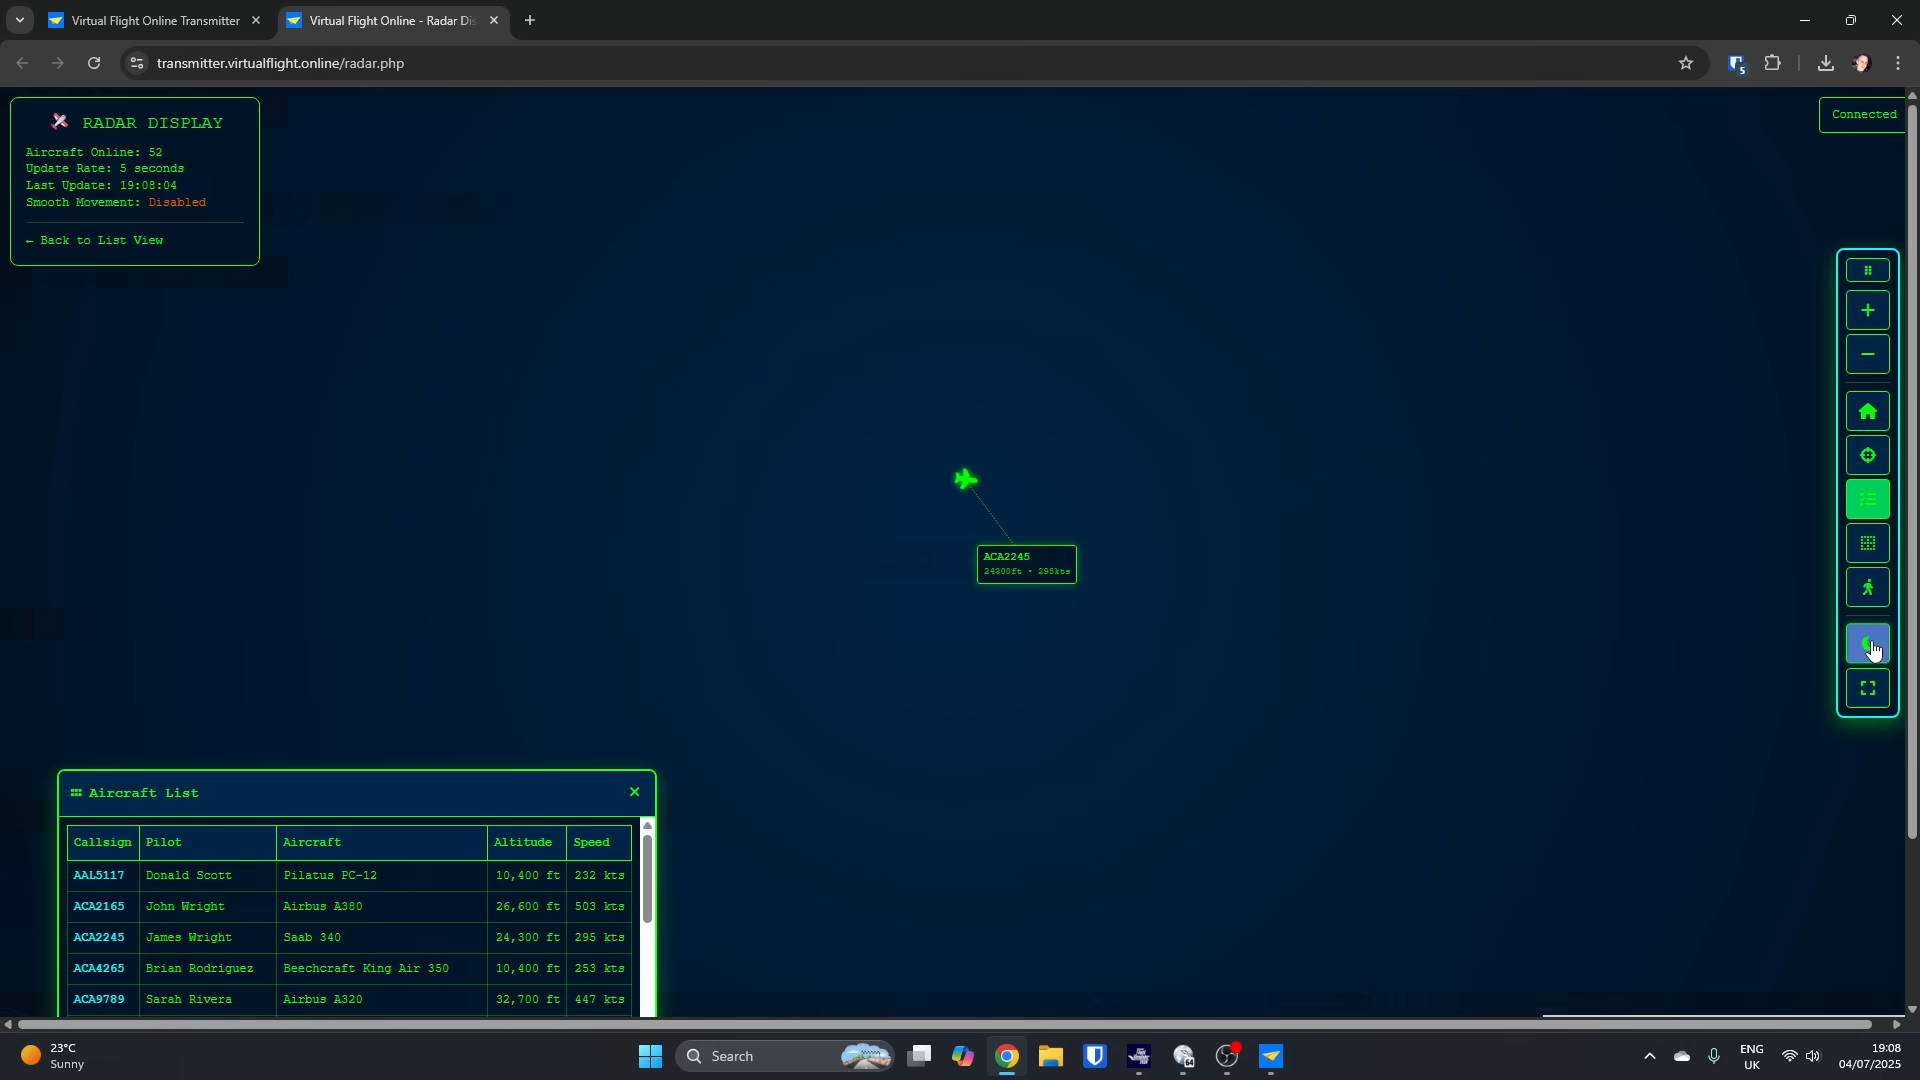 Virtual Flight Online Transmitter
Virtual Flight Online - Radar Dis
transmitter.virtualflight.online/radar.php
5
RADAR DISPLAY
Aircraft Online: 52
Update Rate: 5 seconds
Last Update: 19:08:04
Smooth Movement: Disabled
← Back to List View
Connected
ACA2245
24300ft • 295kts
Aircraft List
Callsign Pilot Aircraft Altitude Speed
AAL5117 Donald Scott Pilatus PC-12 10,400 ft 232 kts
ACA2165 John Wright Airbus A380 26,600 ft 503 kts
ACA2245 James Wright Saab 340 24,300 ft 295 kts
ACA4265 Brian Rodriguez Beechcraft King Air 350 10,400 ft 253 kts
ACA9789 Sarah Rivera Airbus A320 32,700 ft 447 kts
23°C
Sunny
Search
64
ENG
UK
19:08
04/07/2025